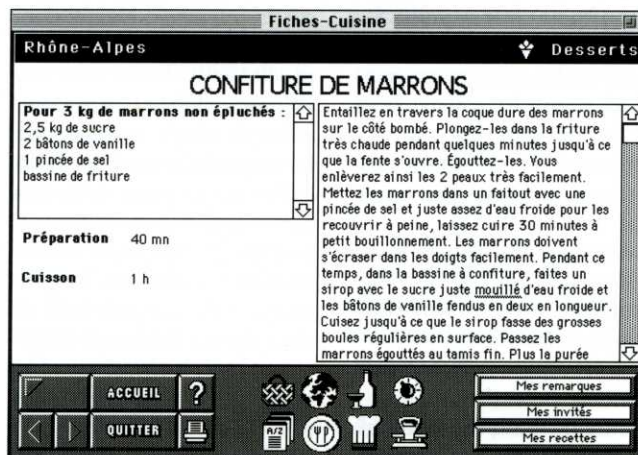 Fiches-Cuisine
Rhône-Alpes
Desserts
CONFITURE DE MARRONS
Pour 3 kg de marrons non épluchés :
2,5 kg de sucre
2 bâtons de vanille
1 pincée de sel
bassine de friture
Préparation 40 mn
Cuisson 1 h
Entaillez en travers la coque dure des marrons
sur le côté bombé. Plongez-les dans la friture
très chaude pendant quelques minutes jusqu'à ce
que la fente s'ouvre. Égouttez-les. Vous
enlèverez ainsi les 2 peaux très facilement.
Mettez les marrons dans un faitout avec une
pincée de sel et juste assez d'eau froide pour les
recouvrir à peine, laissez cuire 30 minutes à
petit bouillonnement. Les marrons doivent
s'écraser dans les doigts facilement. Pendant ce
temps, dans la bassine à confiture, faites un
sirop avec le sucre juste mouillé d'eau froide et
les bâtons de vanille fendus en deux en longueur.
Cuisez jusqu'à ce que le sirop fasse des grosses
boules régulières en surface. Passez les
marrons égouttés au tamis fin. Plus la purée
ACCUEIL ?
QUITTER
A/Z
Mes remarques
Mes invités
Mes recettes